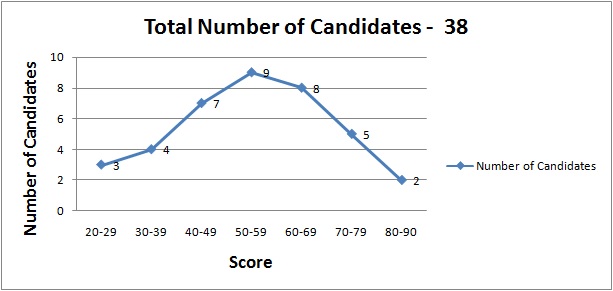 Total Number of Candidates -  38
Number of Candidates
10
8
6
4
2
0
3
4
7
9
8
5
2
20-29 30-39 40-49 50-59 60-69 70-79 80-90
Score
Number of Candidates